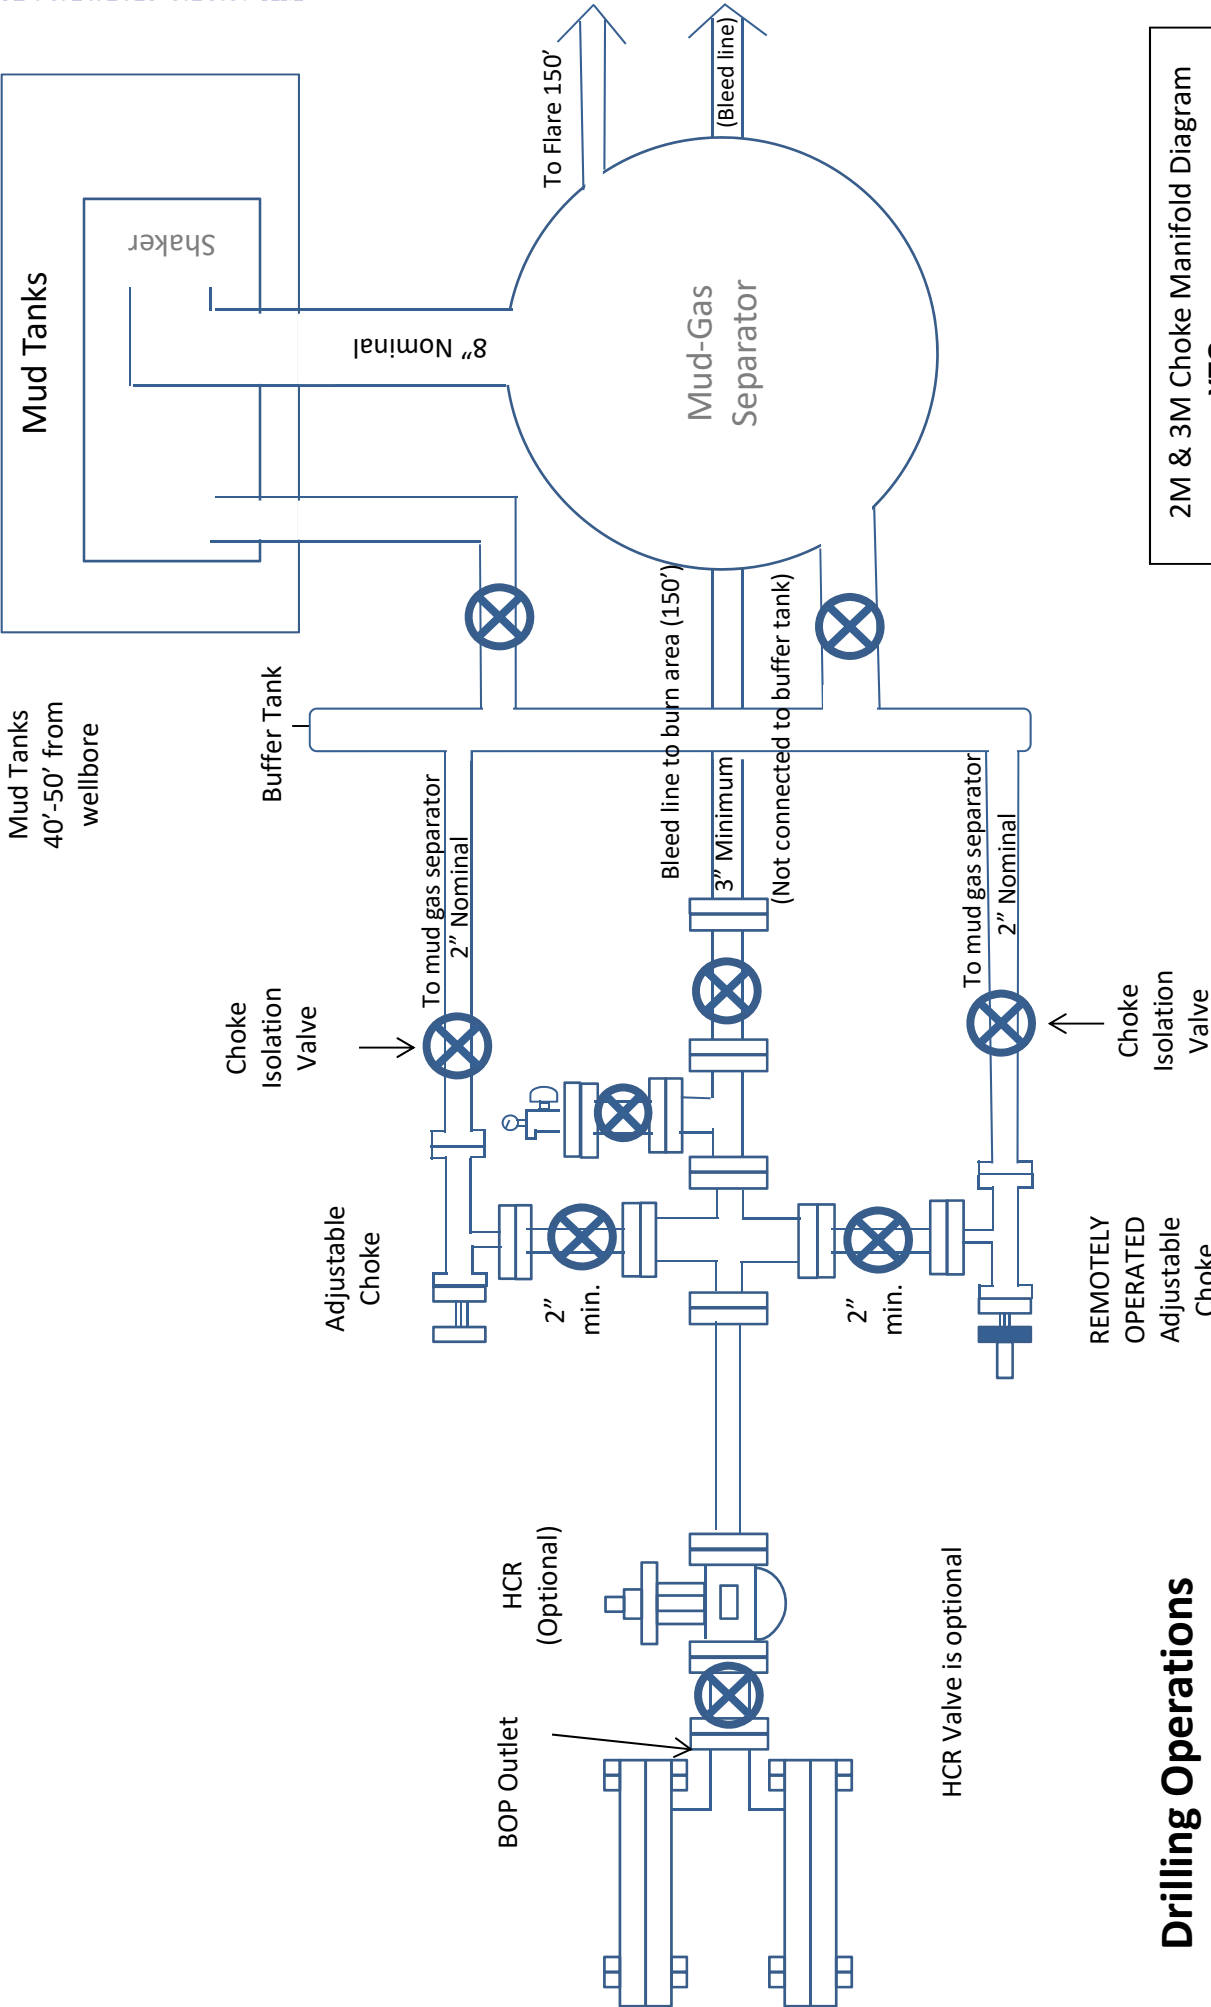 Mud Tanks
Shaker
8” Nominal
Mud Tanks
40’-50’ from
wellbore
Buffer Tank
To Flare 150’
(Bleed line)
Mud-Gas
Separator
Bleed line to burn area (150’)
3” Minimum
(Not connected to buffer tank)
To mud gas separator
2” Nominal
To mud gas separator
2” Nominal
Choke
Isolation
Valve
Choke
Isolation
Valve
Adjustable
Choke
2”
min.
2”
min.
REMOTELY
OPERATED
Adjustable
Choke
HCR
(Optional)
BOP Outlet
HCR Valve is optional
Drilling Operations
2M & 3M Choke Manifold Diagram